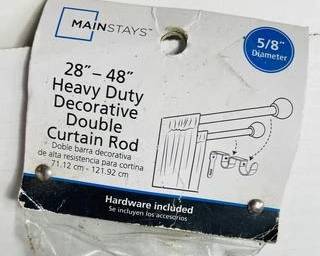 MAINSTAYS™
5/8"
Diameter
28" – 48"
Heavy Duty
Decorative
Double
Curtain Rod
Doble barra decorativa
de alta resistencia para cortina
71.12 cm - 121.92 cm
Hardware included
Se incluyen los accesorios